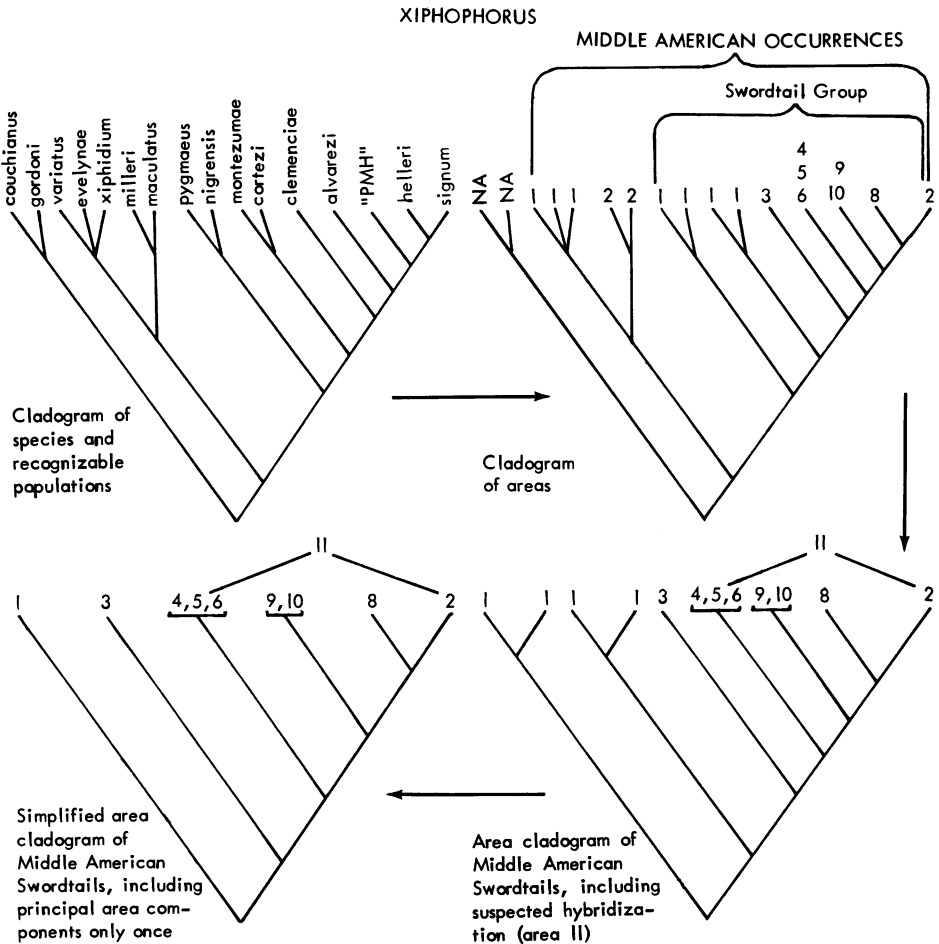 XIPHOPHORUS
couchianus
gordoni
variatus
evelynae
xiphidium
milleri
maculatus
pygmaeus
nigrensis
montezumae
cortezi
clemenciae
alvarezi
"PMH"
helleri
signum
Cladogram of
species and
recognizable
populations
MIDDLE AMERICAN OCCURRENCES
Swordtail Group
4
5 9
NA NA 1 1 1 2 2 1 1 1 1 3 6 10 8 2
Cladogram
of areas
11
1 3 4,5,6 9,10 8 2
Simplified area
cladogram of
Middle American
Swordtails, including
principal area com-
ponents only once
11
1 1 1 1 3 4,5,6 9,10 8 2
Area cladogram of
Middle American
Swordtails, including
suspected hybridiza-
tion (area 11)